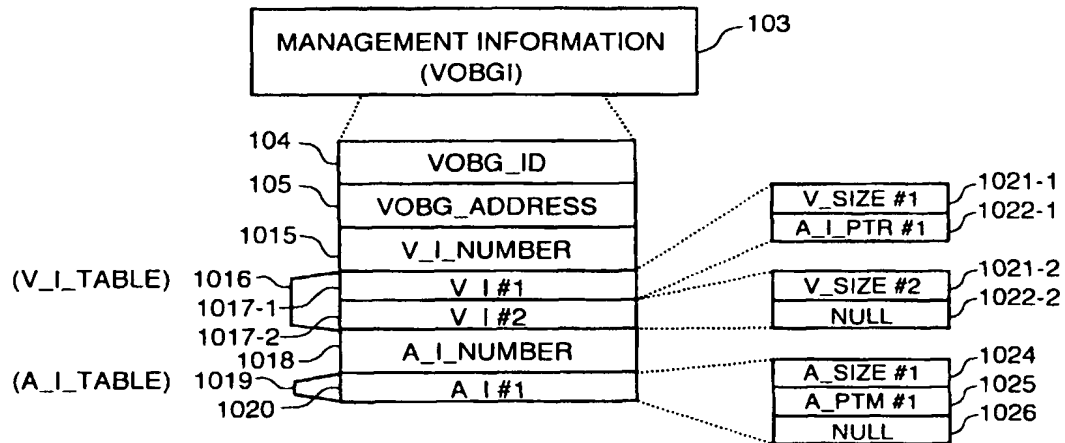 MANAGEMENT INFORMATION
(VOBGI)
103
104
VOBG_ID
105
VOBG_ADDRESS
1015
V_I_NUMBER
(V_I_TABLE)
1016
1017-1
V_I #1
1017-2
V_I #2
1018
A_I_NUMBER
(A_I_TABLE)
1019
1020
A_I #1
V_SIZE #1
1021-1
A_I_PTR #1
1022-1
V_SIZE #2
1021-2
NULL
1022-2
A_SIZE #1
1024
A_PTM #1
1025
NULL
1026